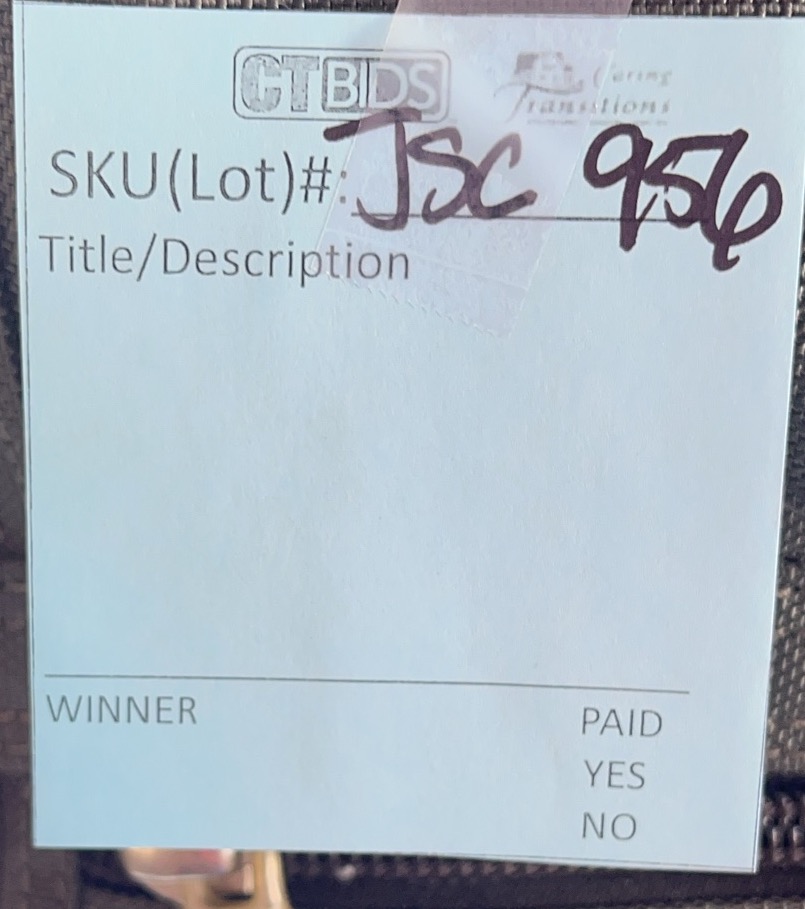 CTBIDS Caring Transitions
SKU(Lot)#: JSC 956
Title/Description
WINNER PAID
YES
NO